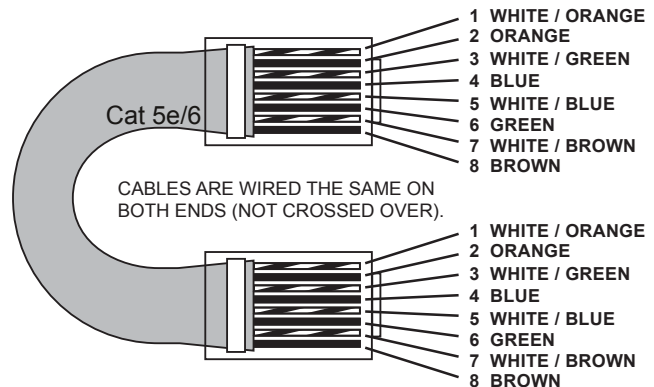 1 WHITE / ORANGE
2 ORANGE
3 WHITE / GREEN
4 BLUE
5 WHITE / BLUE
6 GREEN
7 WHITE / BROWN
8 BROWN
Cat 5e/6
CABLES ARE WIRED THE SAME ON
BOTH ENDS (NOT CROSSED OVER).
1 WHITE / ORANGE
2 ORANGE
3 WHITE / GREEN
4 BLUE
5 WHITE / BLUE
6 GREEN
7 WHITE / BROWN
8 BROWN